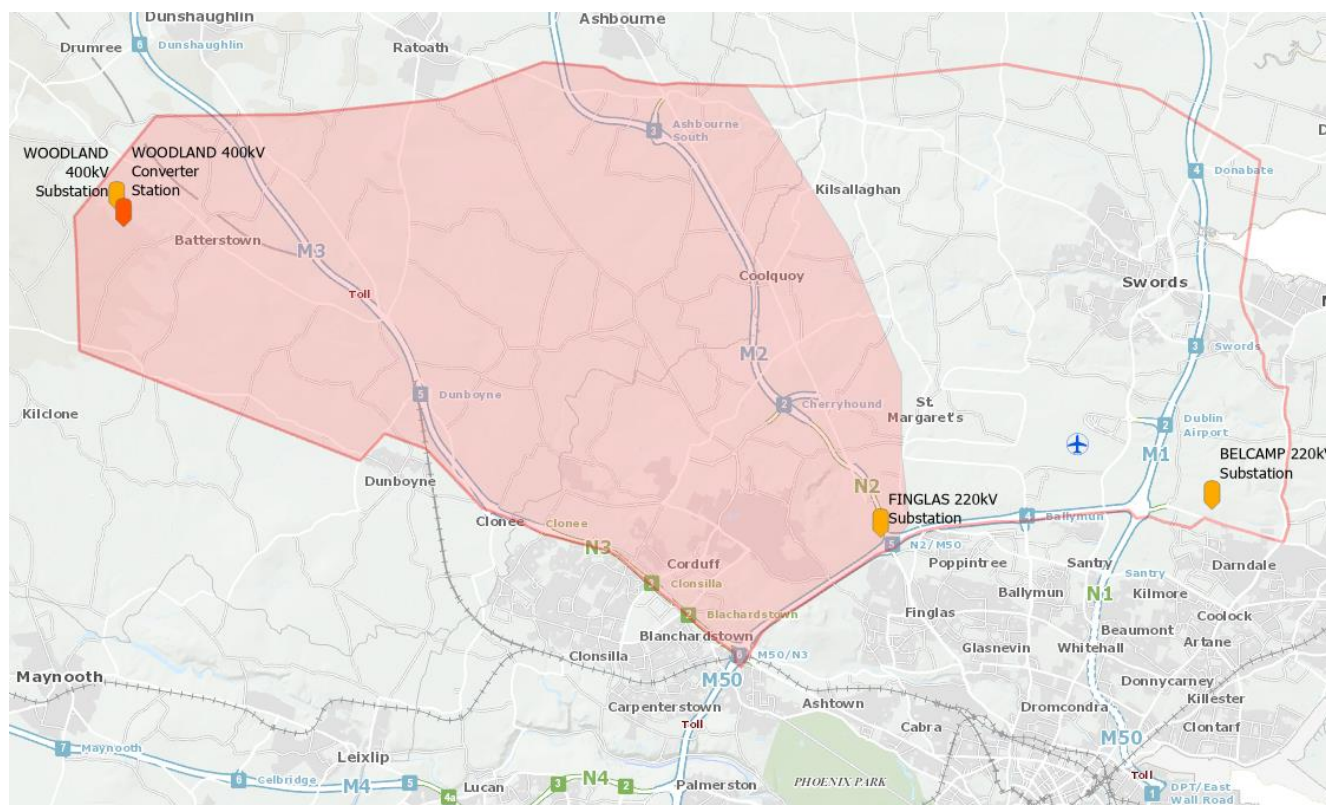 Dunshaughlin
Ashbourne
Drumree
6
Dunshaughlin
Ratoath
3
Ashbourne
South
WOODLAND
400kV
Substation
WOODLAND 400kV
Converter
Station
4
Donabate
Kilsallaghan
Batterstown
M3
Coolquoy
Swords
Toll
M2
3
Swords
5
Dunboyne
2
Cherryhound
St.
Margaret's
Kilclone
2
Dublin
Airport
M1
BELCAMP 220kV
Substation
Dunboyne
N2
FINGLAS 220kV
Substation
Clonee
Clonee
N3
4
Ballymun
5
N2/M50
Poppintree
Santry
Santry
Darndale
Corduff
3
Clonsilla
Ballymun
N1
Kilmore
Coolock
2
Blachardstown
Finglas
Beaumont
Artane
Blanchardstown
Glasnevin
Whitehall
Clonsilla
6
M50/N3
Maynooth
M50
Donnycarney
Killester
Carpenterstown
Ashtown
Dromcondra
Clontarf
Toll
Cabra
M50
7
Maynooth
Leixlip
6
Celbridge
M4
5
Lucan
4a
3
N4
2
Palmerston
PHOENIX PARK
Toll
1
DPT/East
Wall Road